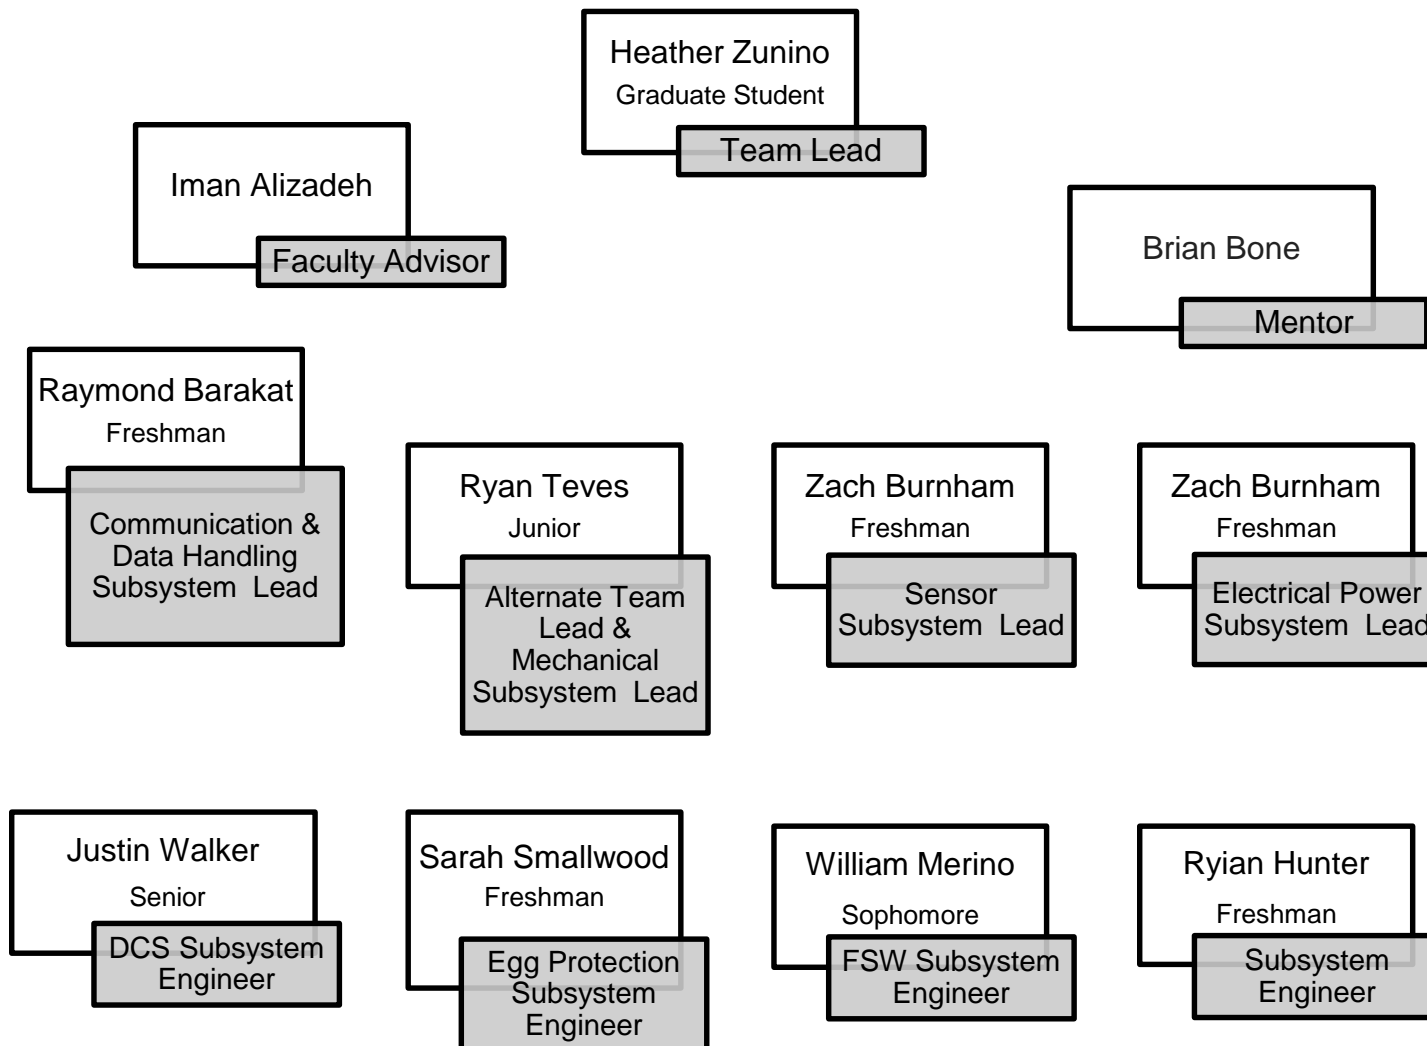 Heather Zunino
Graduate Student
Team Lead
Iman Alizadeh
Faculty Advisor
Brian Bone
Mentor
Raymond Barakat
Freshman
Communication &
Data Handling
Subsystem Lead
Ryan Teves
Junior
Alternate Team
Lead &
Mechanical
Subsystem Lead
Zach Burnham
Freshman
Sensor
Subsystem Lead
Zach Burnham
Freshman
Electrical Power
Subsystem Lead
Justin Walker
Senior
DCS Subsystem
Engineer
Sarah Smallwood
Freshman
Egg Protection
Subsystem
Engineer
William Merino
Sophomore
FSW Subsystem
Engineer
Ryian Hunter
Freshman
Subsystem
Engineer